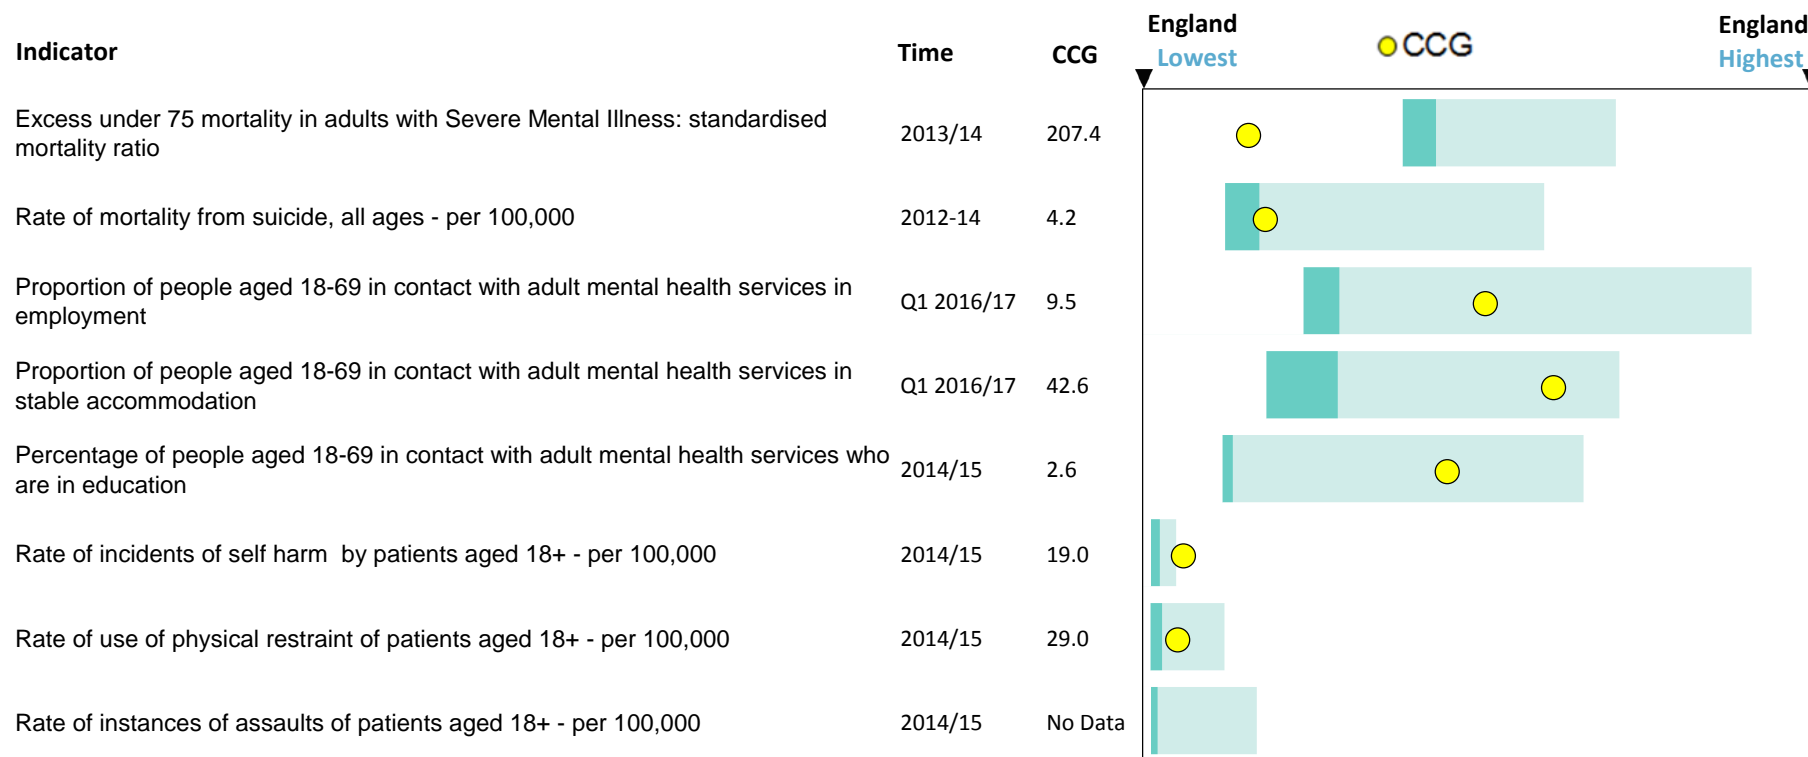 England England
Indicator Time CCG Lowest CCG Highest
Excess under 75 mortality in adults with Severe Mental Illness: standardised
mortality ratio 2013/14 207.4
Rate of mortality from suicide, all ages - per 100,000 2012-14 4.2
Proportion of people aged 18-69 in contact with adult mental health services in
employment Q1 2016/17 9.5
Proportion of people aged 18-69 in contact with adult mental health services in
stable accommodation Q1 2016/17 42.6
Percentage of people aged 18-69 in contact with adult mental health services who
are in education 2014/15 2.6
Rate of incidents of self harm  by patients aged 18+ - per 100,000 2014/15 19.0
Rate of use of physical restraint of patients aged 18+ - per 100,000 2014/15 29.0
Rate of instances of assaults of patients aged 18+ - per 100,000 2014/15 No Data